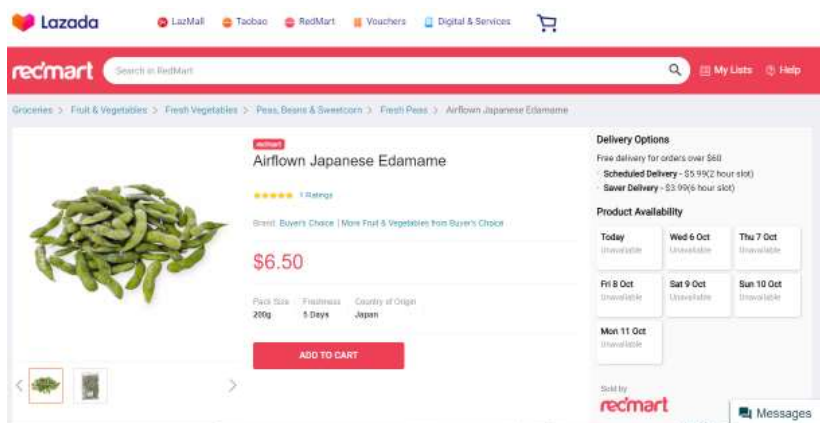 Lazada
LazMall
Taobao
RedMart
Vouchers
Digital & Services
redmart
Search in RedMart
My Lists
Help
Groceries > Fruit & Vegetables > Fresh Vegetables > Peas, Beans & Sweetcorn > Fresh Peas > Airflown Japanese Edamame
redmart
Airflown Japanese Edamame
1 Ratings
Brand: Buyer's Choice | More Fruit & Vegetables from Buyer's Choice
$6.50
Pack Size Freshness Country of Origin
200g 5 Days Japan
ADD TO CART
Delivery Options
Free delivery for orders over $60
· Scheduled Delivery - $5.99(2 hour slot)
· Saver Delivery - $3.99(6 hour slot)
Product Availability
Today Wed 6 Oct Thu 7 Oct
Unavailable Unavailable Unavailable
Fri 8 Oct Sat 9 Oct Sun 10 Oct
Unavailable Unavailable Unavailable
Mon 11 Oct
Unavailable
Sold by
redmart
Messages